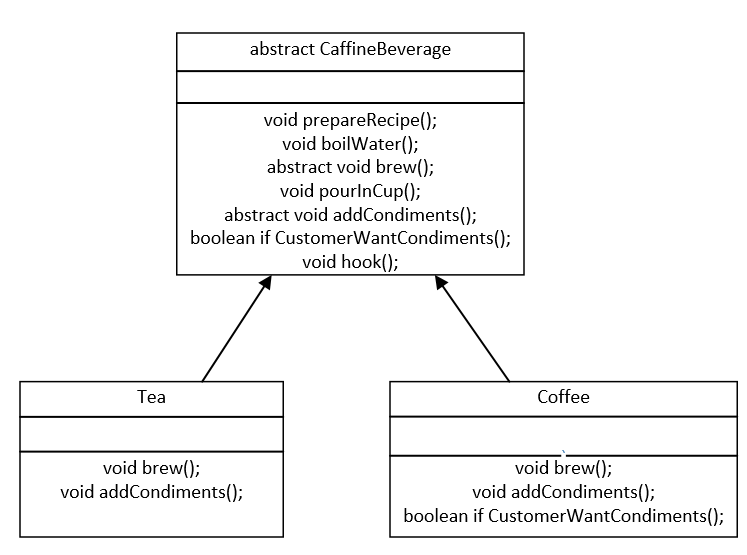 abstract CaffineBeverage
void prepareRecipe();
void boilWater();
abstract void brew();
void pourInCup();
abstract void addCondiments();
boolean if CustomerWantCondiments();
void hook();
Tea
void brew();
void addCondiments();
Coffee
void brew();
void addCondiments();
boolean if CustomerWantCondiments();